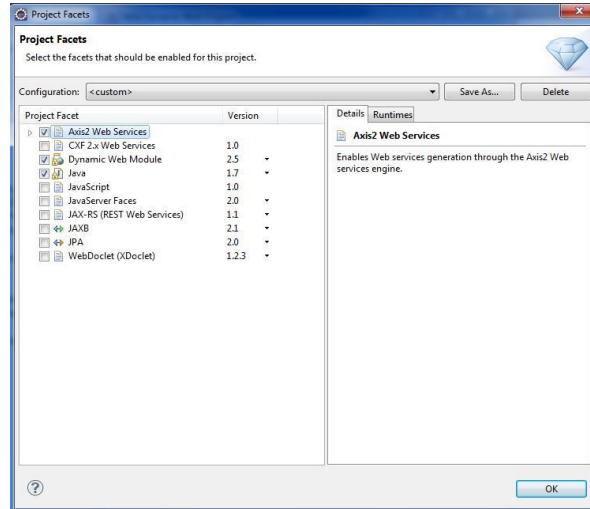 Project Facets
Project Facets
Select the facets that should be enabled for this project.
Configuration: <custom> Save As... Delete
Project Facet Version
Axis2 Web Services
CXF 2.x Web Services 1.0
Dynamic Web Module 2.5
Java 1.7
JavaScript 1.0
JavaServer Faces 2.0
JAX-RS (REST Web Services) 1.1
JAXB 2.1
JPA 2.0
WebDoclet (XDoclet) 1.2.3
Details Runtimes
Axis2 Web Services
Enables Web services generation through the Axis2 Web
services engine.
OK